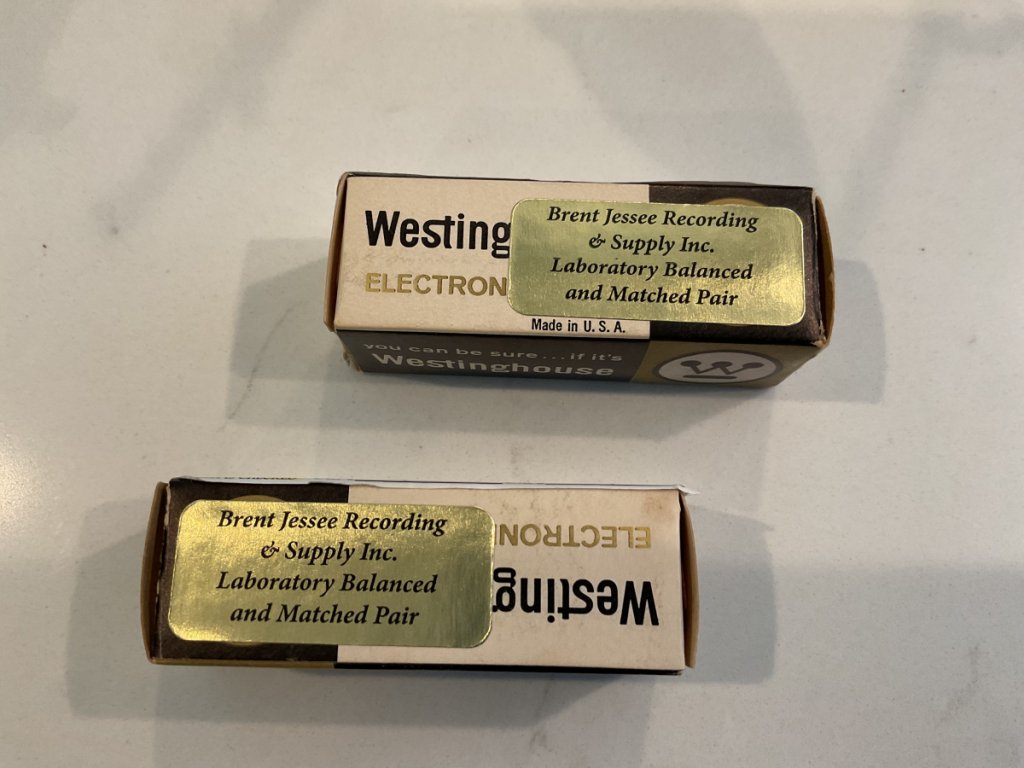 Westing
ELECTRON
Brent Jessee Recording
& Supply Inc.
Laboratory Balanced
and Matched Pair
Made in U. S. A.
you can be sure...if it's
Westinghouse
Brent Jessee Recording
& Supply Inc.
Laboratory Balanced
and Matched Pair
ELECTRON
Westing